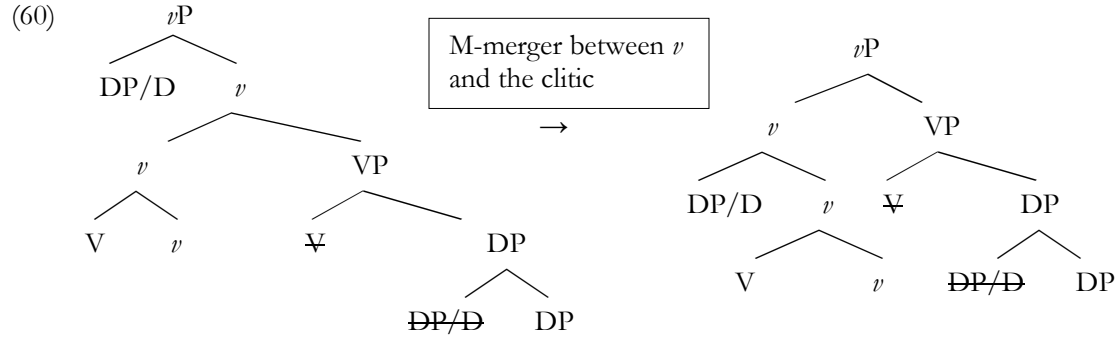 (60)
vP
DP/D v
v VP
V v V DP
DP/D DP
M-merger between v
and the clitic
→
vP
v VP
DP/D v V DP
V v DP/D DP